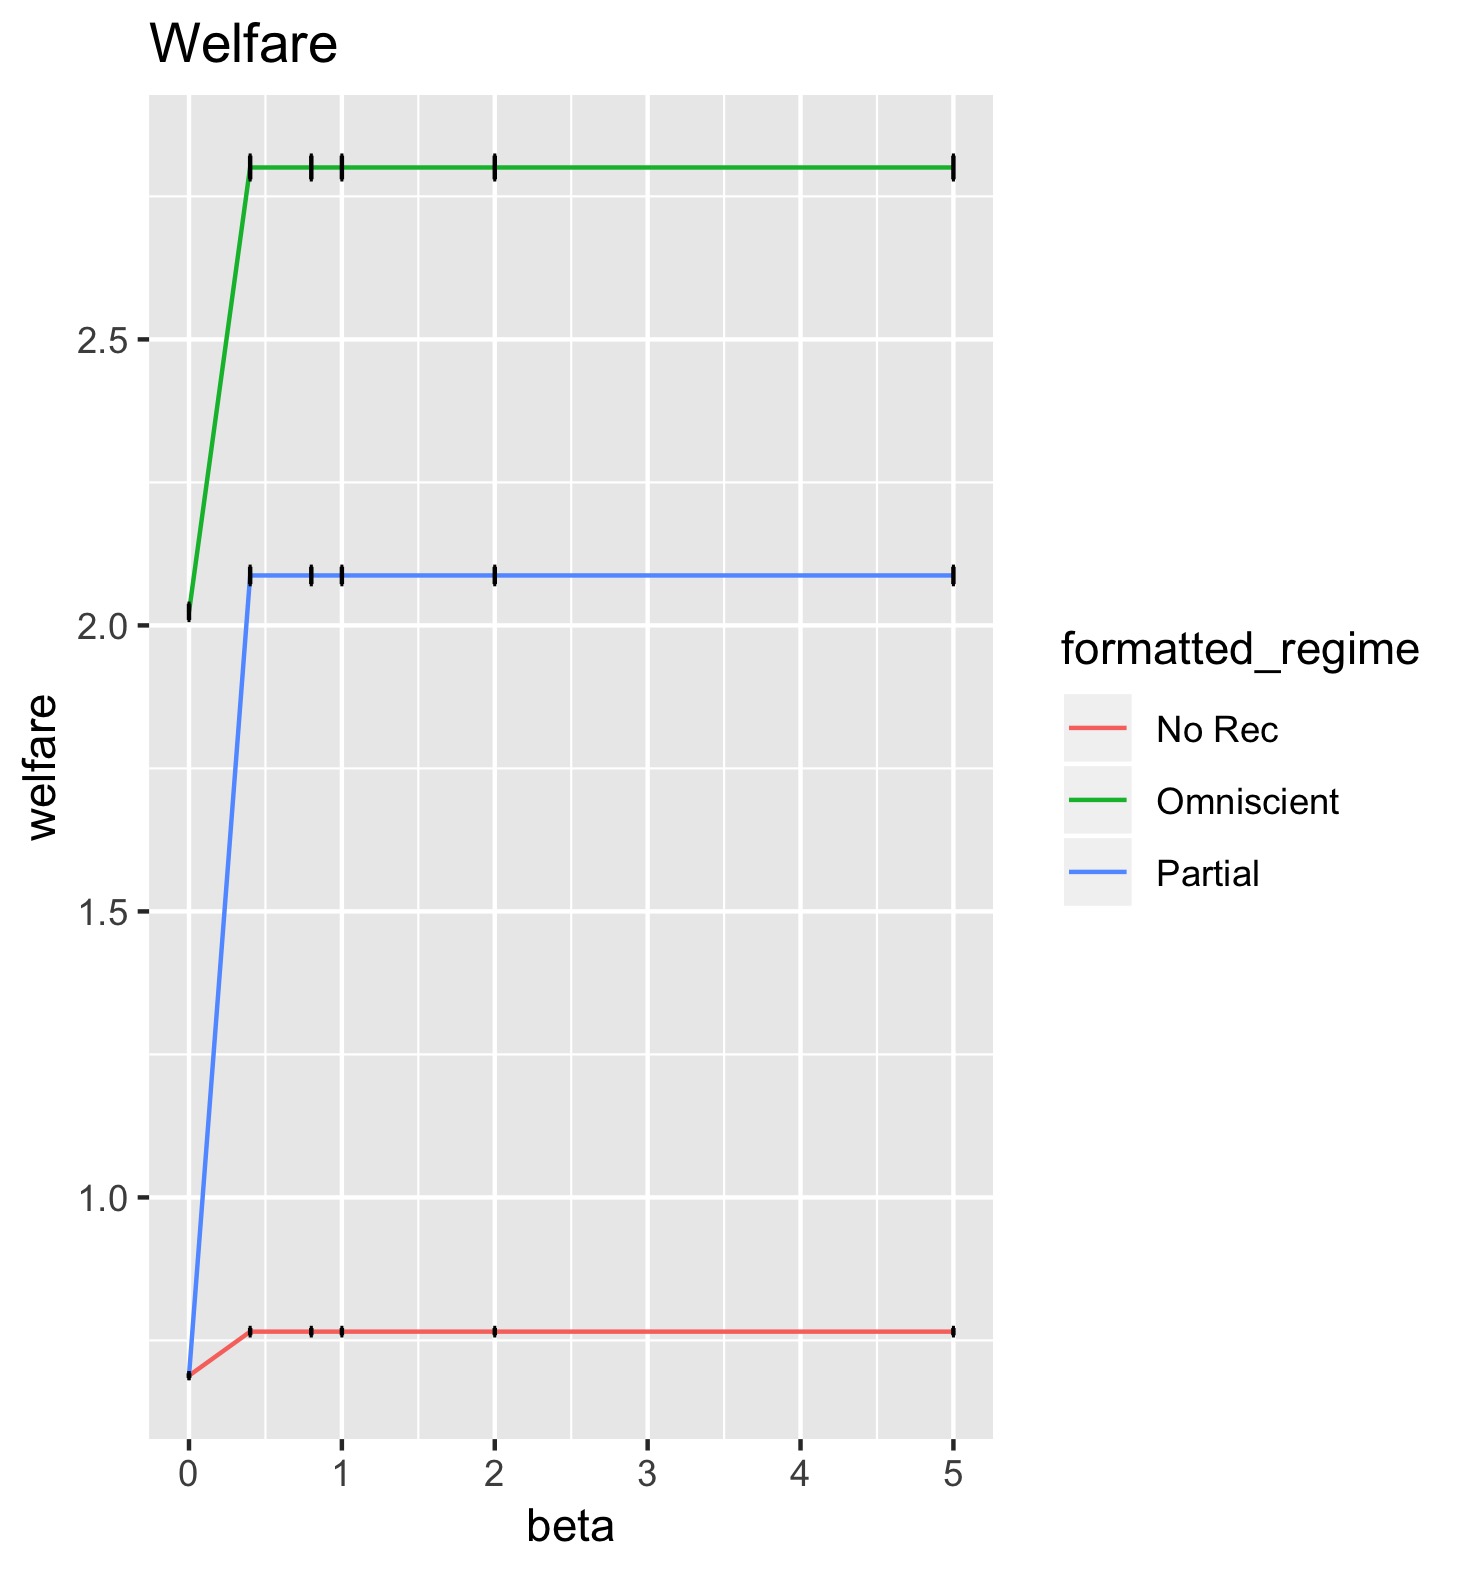 Welfare
2.5
2.0
1.5
1.0
welfare
0 1 2 3 4 5
beta
formatted_regime
No Rec
Omniscient
Partial